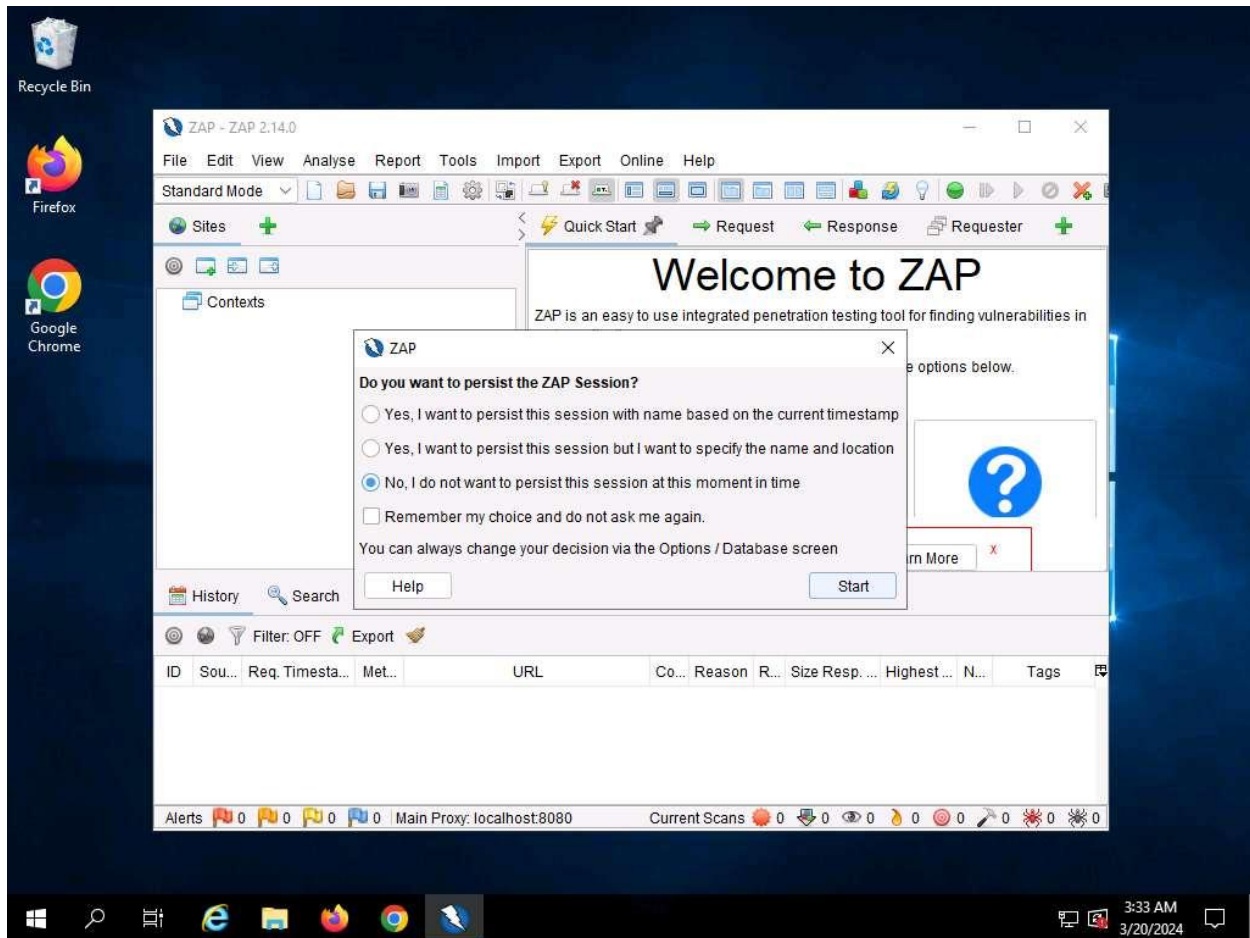 Recycle Bin
Firefox
Google
Chrome
ZAP - ZAP 2.14.0
File Edit View Analyse Report Tools Import Export Online Help
Standard Mode
Sites
Quick Start Request Response Requester
Contexts
Welcome to ZAP
ZAP is an easy to use integrated penetration testing tool for finding vulnerabilities in
options below.
ZAP
Do you want to persist the ZAP Session?
Yes, I want to persist this session with name based on the current timestamp
Yes, I want to persist this session but I want to specify the name and location
No, I do not want to persist this session at this moment in time
Remember my choice and do not ask me again.
You can always change your decision via the Options / Database screen
Help Start
More
x
History Search
Filter: OFF Export
ID Sou... Req. Timesta... Met... URL Co... Reason R... Size Resp. ... Highest ... N... Tags
Alerts 0 0 0 0 Main Proxy: localhost:8080 Current Scans 0 0 0 0 0 0 0 0
3:33 AM
3/20/2024